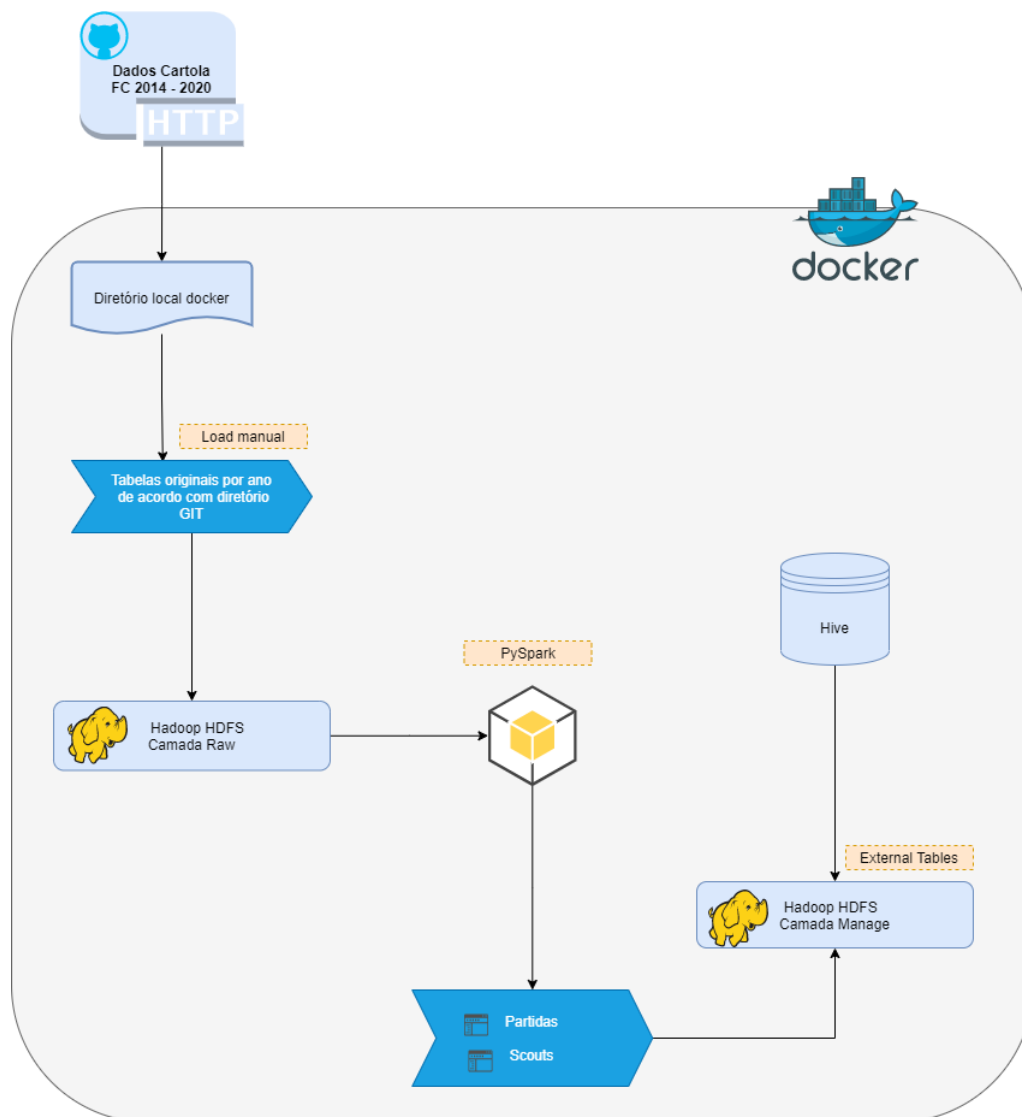 Dados Cartola
FC 2014 - 2020
HTTP
docker
Diretório local docker
Load manual
Tabelas originais por ano
de acordo com diretório
GIT
Hive
PySpark
Hadoop HDFS
Camada Raw
External Tables
Hadoop HDFS
Camada Manage
Partidas
Scouts